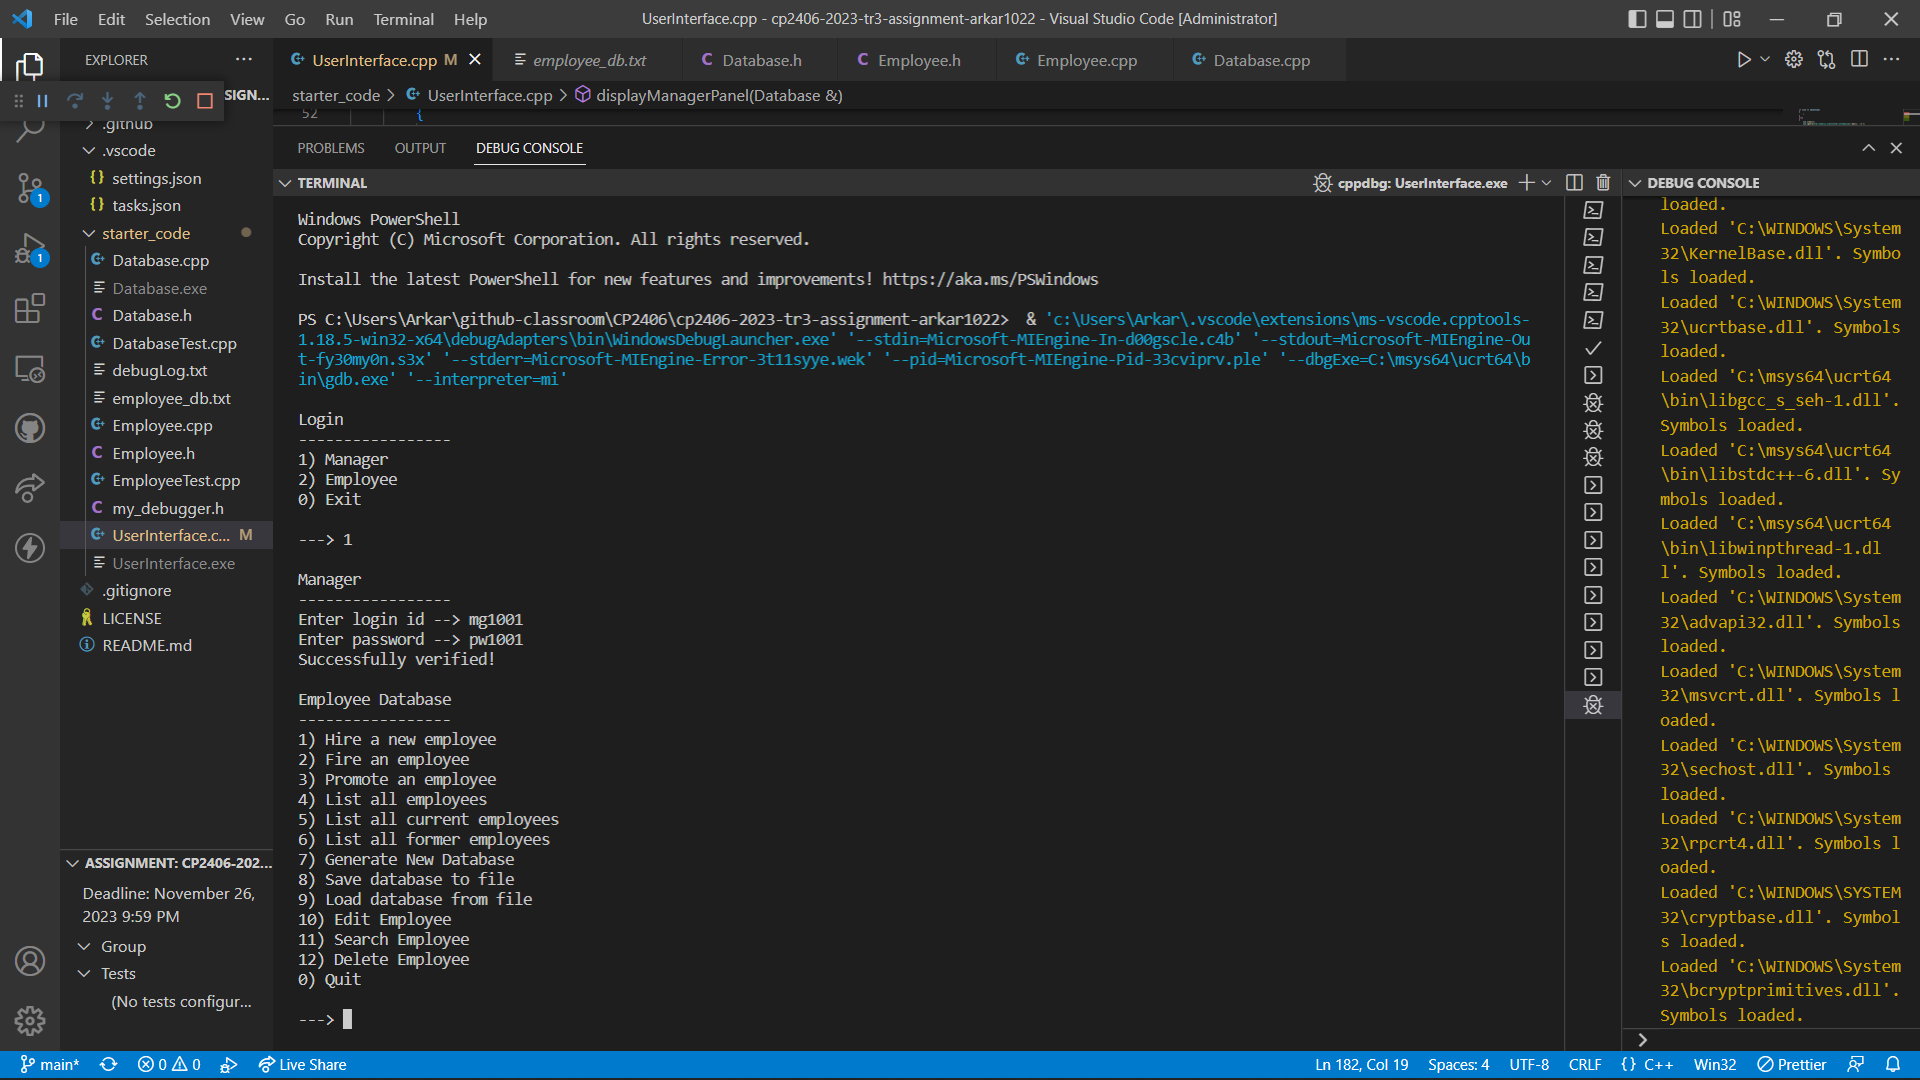 File Edit Selection View Go Run Terminal Help
UserInterface.cpp - cp2406-2023-tr3-assignment-arkar1022 - Visual Studio Code [Administrator]
EXPLORER
UserInterface.cpp M
employee_db.txt
Database.h
Employee.h
Employee.cpp
Database.cpp
SIGN...
starter_code > UserInterface.cpp > displayManagerPanel(Database &)
52 {
.github
.vscode
settings.json
tasks.json
starter_code
Database.cpp
Database.exe
Database.h
DatabaseTest.cpp
debugLog.txt
employee_db.txt
Employee.cpp
Employee.h
EmployeeTest.cpp
my_debugger.h
UserInterface.c... M
UserInterface.exe
.gitignore
LICENSE
README.md
1
1
ASSIGNMENT: CP2406-202...
Deadline: November 26,
2023 9:59 PM
Group
Tests
(No tests configur...
PROBLEMS OUTPUT DEBUG CONSOLE
TERMINAL
cppdbg: UserInterface.exe
Windows PowerShell
Copyright (C) Microsoft Corporation. All rights reserved.
Install the latest PowerShell for new features and improvements! https://aka.ms/PSWindows
PS C:\Users\Arkar\github-classroom\CP2406\cp2406-2023-tr3-assignment-arkar1022>  & 'c:\Users\Arkar\.vscode\extensions\ms-vscode.cpptools-
1.18.5-win32-x64\debugAdapters\bin\WindowsDebugLauncher.exe' '--stdin=Microsoft-MIEngine-In-d00gscle.c4b' '--stdout=Microsoft-MIEngine-Ou
t-fy30my0n.s3x' '--stderr=Microsoft-MIEngine-Error-3t11syye.wek' '--pid=Microsoft-MIEngine-Pid-33cviprv.ple' '--dbgExe=C:\msys64\ucrt64\b
in\gdb.exe' '--interpreter=mi'
Login
-----------------
1) Manager
2) Employee
0) Exit
---> 1
Manager
-----------------
Enter login id --> mg1001
Enter password --> pw1001
Successfully verified!
Employee Database
-----------------
1) Hire a new employee
2) Fire an employee
3) Promote an employee
4) List all employees
5) List all current employees
6) List all former employees
7) Generate New Database
8) Save database to file
9) Load database from file
10) Edit Employee
11) Search Employee
12) Delete Employee
0) Quit
--->
DEBUG CONSOLE
loaded.
Loaded 'C:\WINDOWS\System
32\KernelBase.dll'. Symbo
ls loaded.
Loaded 'C:\WINDOWS\System
32\ucrtbase.dll'. Symbols
loaded.
Loaded 'C:\msys64\ucrt64
\bin\libgcc_s_seh-1.dll'.
Symbols loaded.
Loaded 'C:\msys64\ucrt64
\bin\libstdc++-6.dll'. Sy
mbols loaded.
Loaded 'C:\msys64\ucrt64
\bin\libwinpthread-1.dl
l'. Symbols loaded.
Loaded 'C:\WINDOWS\System
32\advapi32.dll'. Symbols
loaded.
Loaded 'C:\WINDOWS\System
32\msvcrt.dll'. Symbols l
oaded.
Loaded 'C:\WINDOWS\System
32\sechost.dll'. Symbols
loaded.
Loaded 'C:\WINDOWS\System
32\rpcrt4.dll'. Symbols l
oaded.
Loaded 'C:\WINDOWS\SYSTEM
32\cryptbase.dll'. Symbol
s loaded.
Loaded 'C:\WINDOWS\System
32\bcryptprimitives.dll'.
Symbols loaded.
main* 0 0 Live Share
Ln 182, Col 19 Spaces: 4 UTF-8 CRLF {} C++ Win32 Prettier